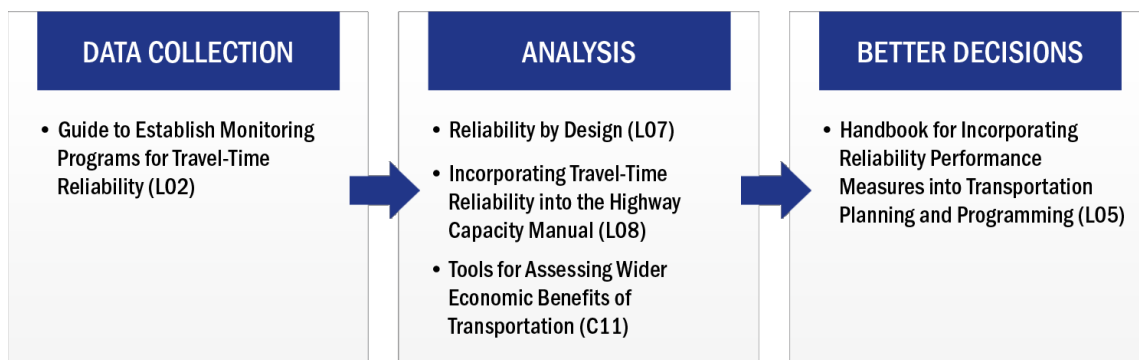 DATA COLLECTION
• Guide to Establish Monitoring
Programs for Travel-Time
Reliability (L02)
ANALYSIS
• Reliability by Design (L07)
• Incorporating Travel-Time
Reliability into the Highway
Capacity Manual (L08)
• Tools for Assessing Wider
Economic Benefits of
Transportation (C11)
BETTER DECISIONS
• Handbook for Incorporating
Reliability Performance
Measures into Transportation
Planning and Programming (L05)